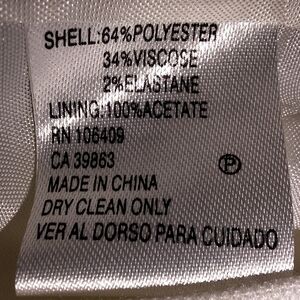 SHELL:64%POLYESTER
34%VISCOSE
2%ELASTANE
LINING:100%ACETATE
RN 106409
CA 39863
P
MADE IN CHINA
DRY CLEAN ONLY
VER AL DORSO PARA CUIDADO